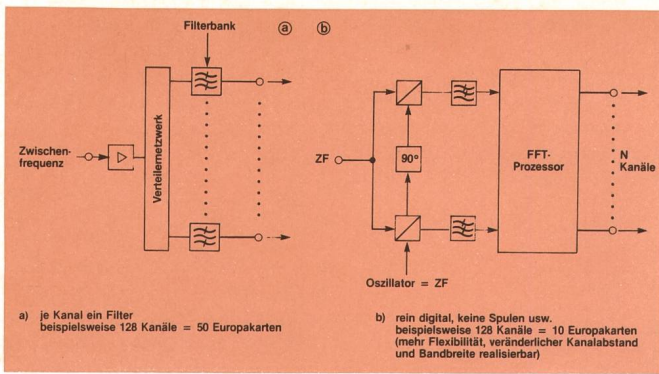 Filterbank
ⓐ ⓑ
Zwischen-
frequenz
Verteilernetzwerk
ZF
90°
FFT-
Prozessor
N
Kanäle
Oszillator = ZF
a) je Kanal ein Filter
beispielsweise 128 Kanäle = 50 Europakarten
b) rein digital, keine Spulen usw.
beispielsweise 128 Kanäle = 10 Europakarten
(mehr Flexibilität, veränderlicher Kanalabstand
und Bandbreite realisierbar)